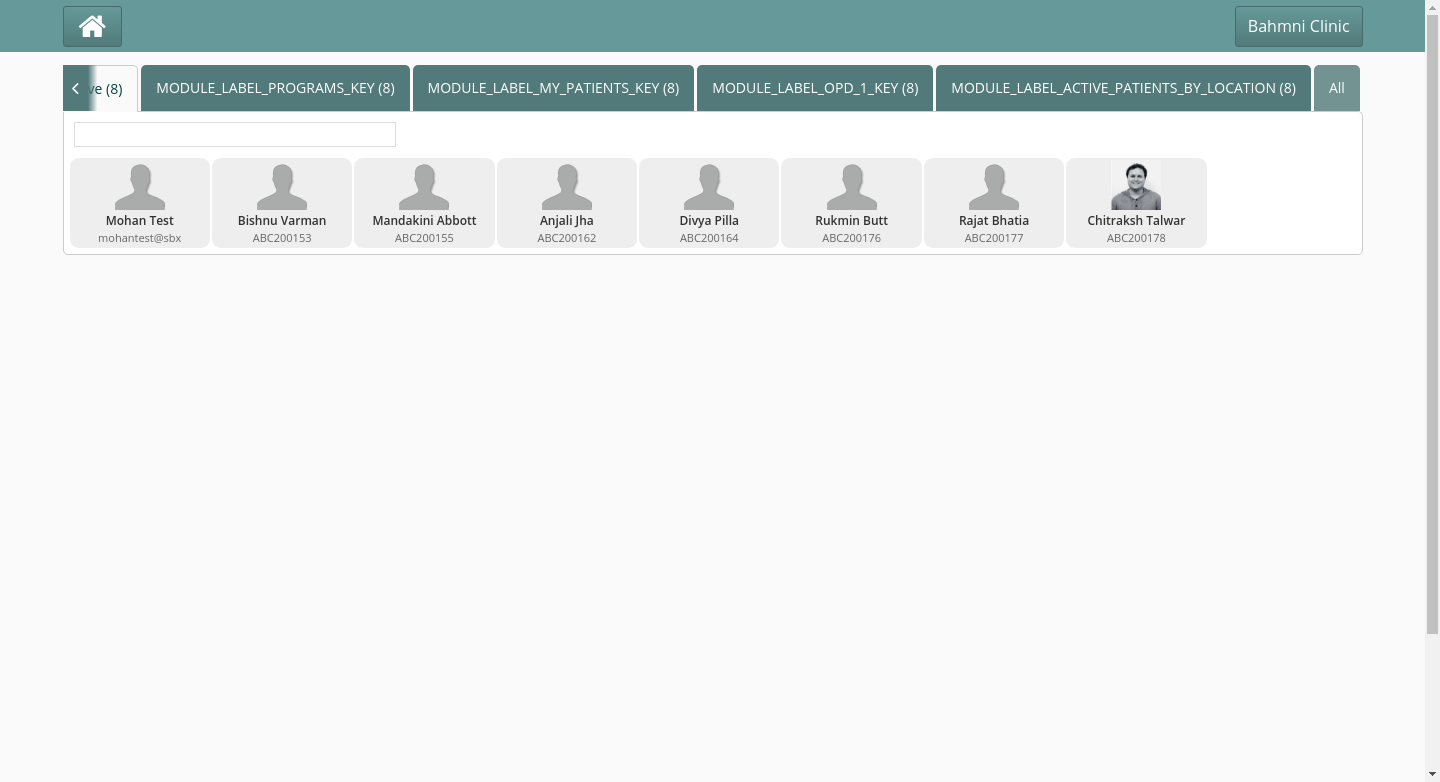 Bahmni Clinic
ve (8)
MODULE_LABEL_PROGRAMS_KEY (8)
MODULE_LABEL_MY_PATIENTS_KEY (8)
MODULE_LABEL_OPD_1_KEY (8)
MODULE_LABEL_ACTIVE_PATIENTS_BY_LOCATION (8)
All
Mohan Test
mohantest@sbx
Bishnu Varman
ABC200153
Mandakini Abbott
ABC200155
Anjali Jha
ABC200162
Divya Pilla
ABC200164
Rukmin Butt
ABC200176
Rajat Bhatia
ABC200177
Chitraksh Talwar
ABC200178